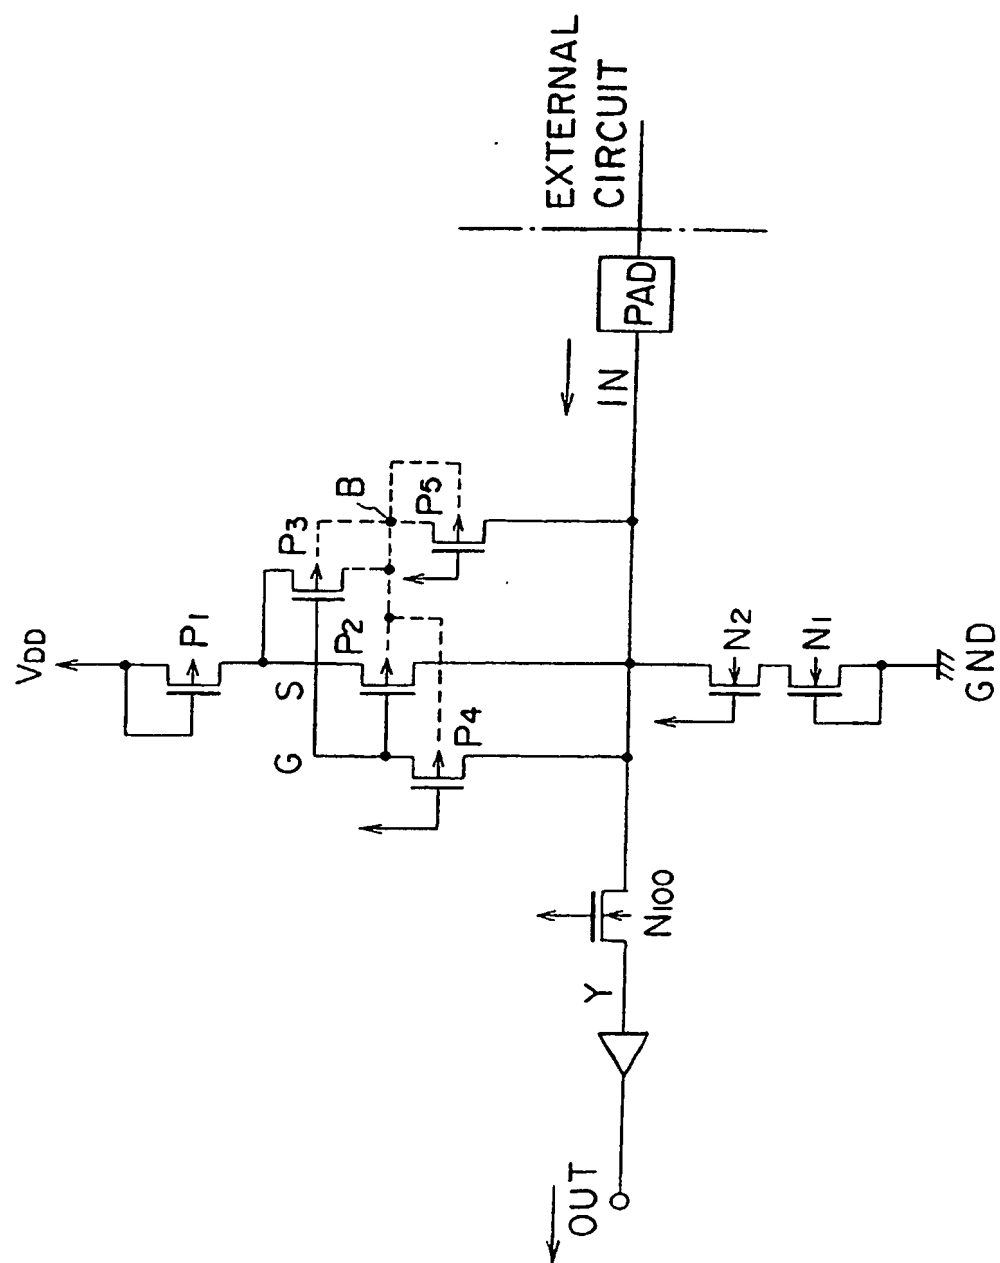 VDD
P1
S
G
P2
P3
B
P4
P5
EXTERNAL
CIRCUIT
PAD
IN
N2
N1
GND
N100
Y
OUT